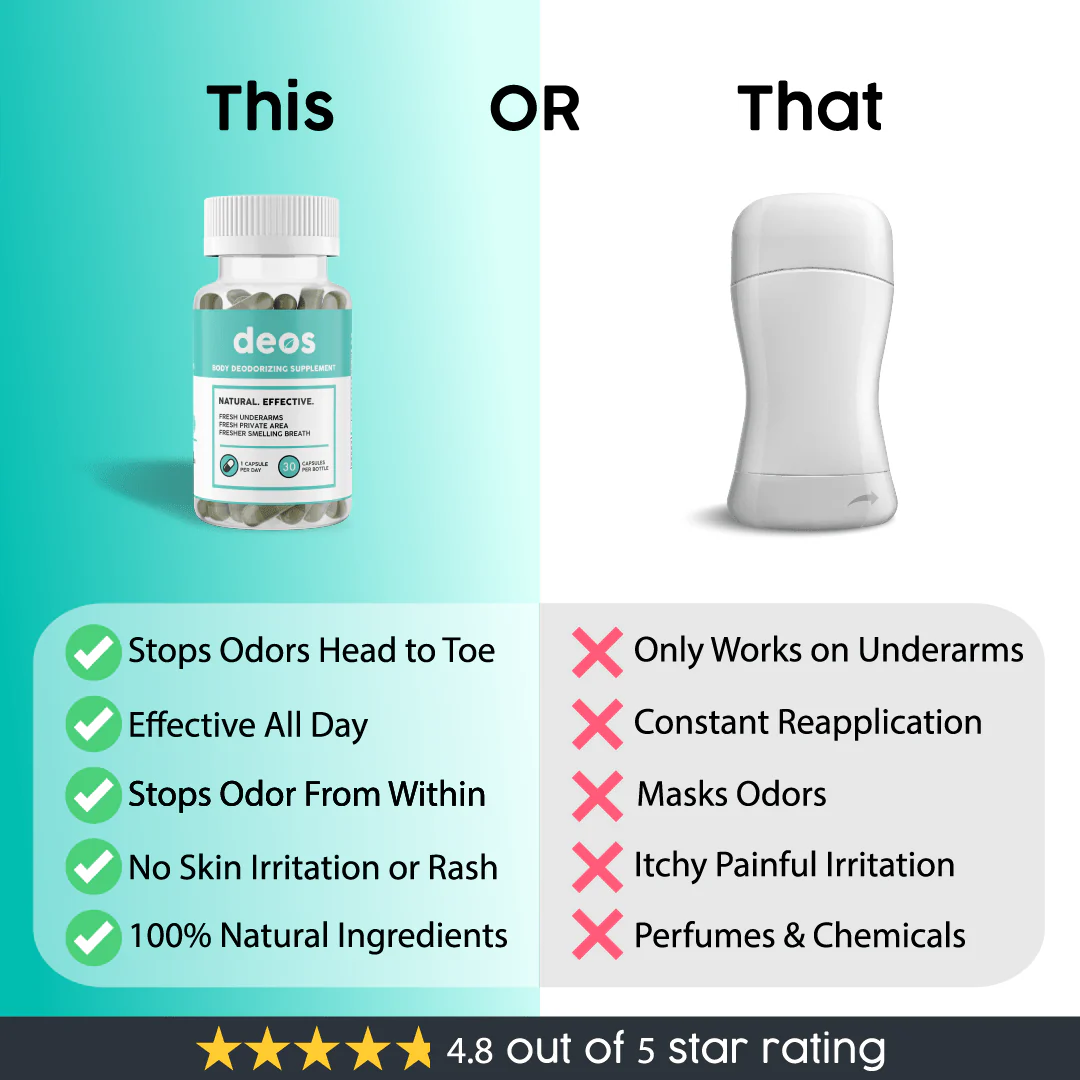 This OR That
deos
BODY DEODORIZING SUPPLEMENT
NATURAL. EFFECTIVE.
FRESH UNDERARMS
FRESH PRIVATE AREA
FRESHER SMELLING BREATH
1 CAPSULE
PER DAY
30
CAPSULES
PER BOTTLE
Stops Odors Head to Toe
Effective All Day
Stops Odor From Within
No Skin Irritation or Rash
100% Natural Ingredients
Only Works on Underarms
Constant Reapplication
Masks Odors
Itchy Painful Irritation
Perfumes & Chemicals
4.8 out of 5 star rating